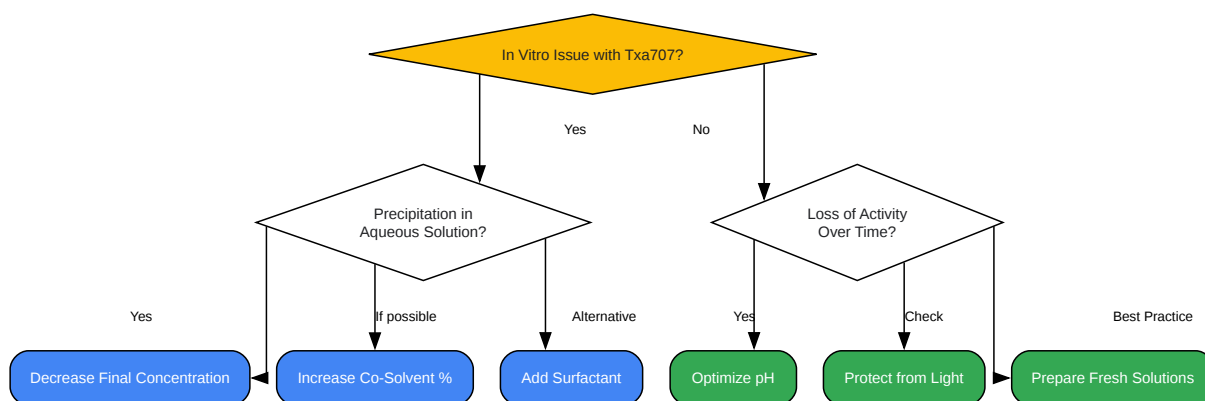 In Vitro Issue with Txa707?
Yes
No
Precipitation in
Aqueous Solution?
Loss of Activity
Over Time?
Yes
If possible
Alternative
Yes
Check
Best Practice
Decrease Final Concentration
Increase Co-Solvent %
Add Surfactant
Optimize pH
Protect from Light
Prepare Fresh Solutions